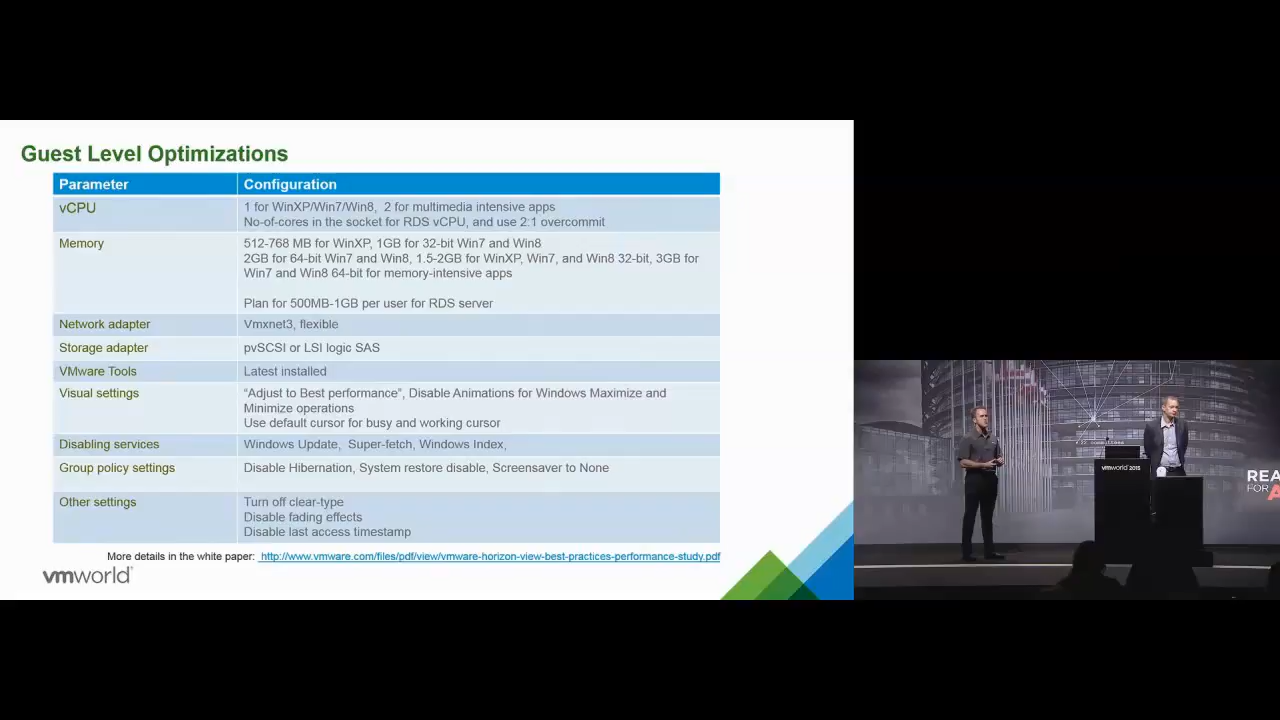 Guest Level Optimizations
Parameter
Configuration
vCPU
1 for WinXP/Win7/Win8,  2 for multimedia intensive apps
No-of-cores in the socket for RDS vCPU, and use 2:1 overcommit
Memory
512-768 MB for WinXP, 1GB for 32-bit Win7 and Win8
2GB for 64-bit Win7 and Win8, 1.5-2GB for WinXP, Win7, and Win8 32-bit, 3GB for
Win7 and Win8 64-bit for memory-intensive apps
Plan for 500MB-1GB per user for RDS server
Network adapter
Vmxnet3, flexible
Storage adapter
pvSCSI or LSI logic SAS
VMware Tools
Latest installed
Visual settings
“Adjust to Best performance”, Disable Animations for Windows Maximize and
Minimize operations
Use default cursor for busy and working cursor
Disabling services
Windows Update,  Super-fetch, Windows Index,
Group policy settings
Disable Hibernation, System restore disable, Screensaver to None
Other settings
Turn off clear-type
Disable fading effects
Disable last access timestamp
More details in the white paper:  http://www.vmware.com/files/pdf/view/vmware-horizon-view-best-practices-performance-study.pdf
vmworld®
vmworld 2015
REA
FOR A